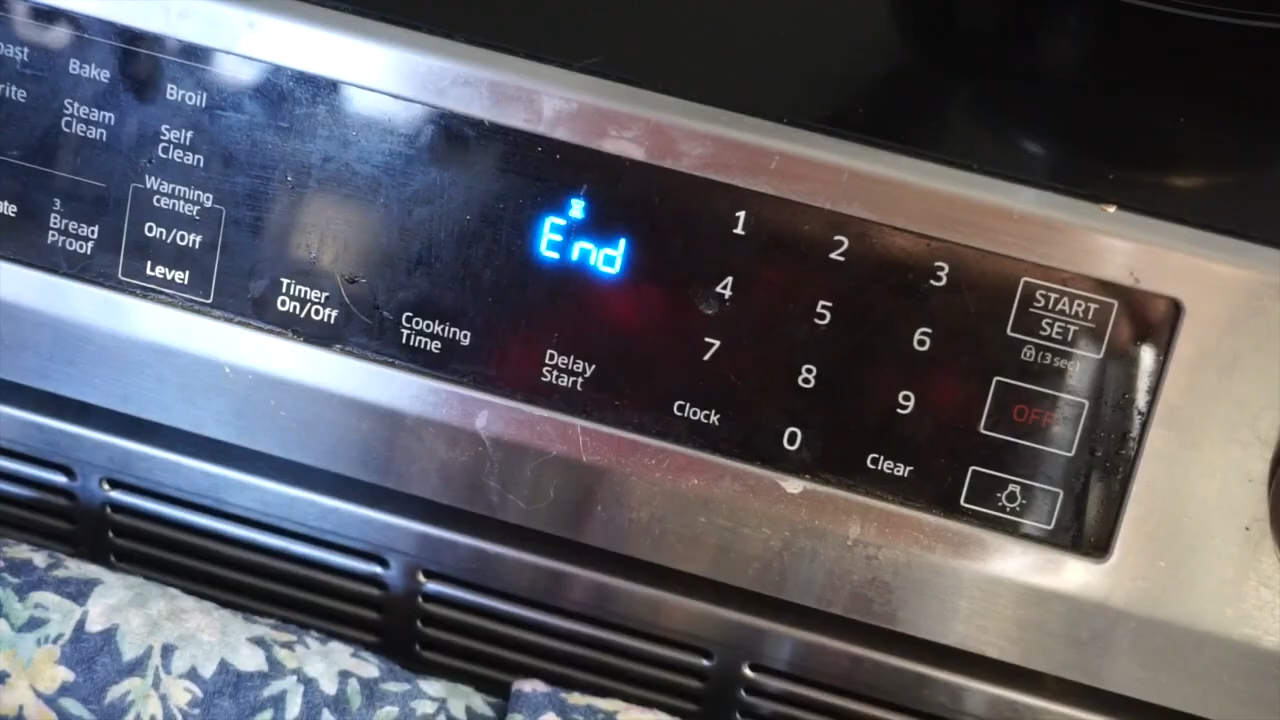 Bake
Broil
Steam
Clean
Self
Clean
Warming
center
On/Off
Level
3.
Bread
Proof
Timer
On/Off
Cooking
Time
End
Delay
Start
1
2
3
4
5
6
7
8
9
Clock
0
Clear
START
SET
(3 sec)
OFF